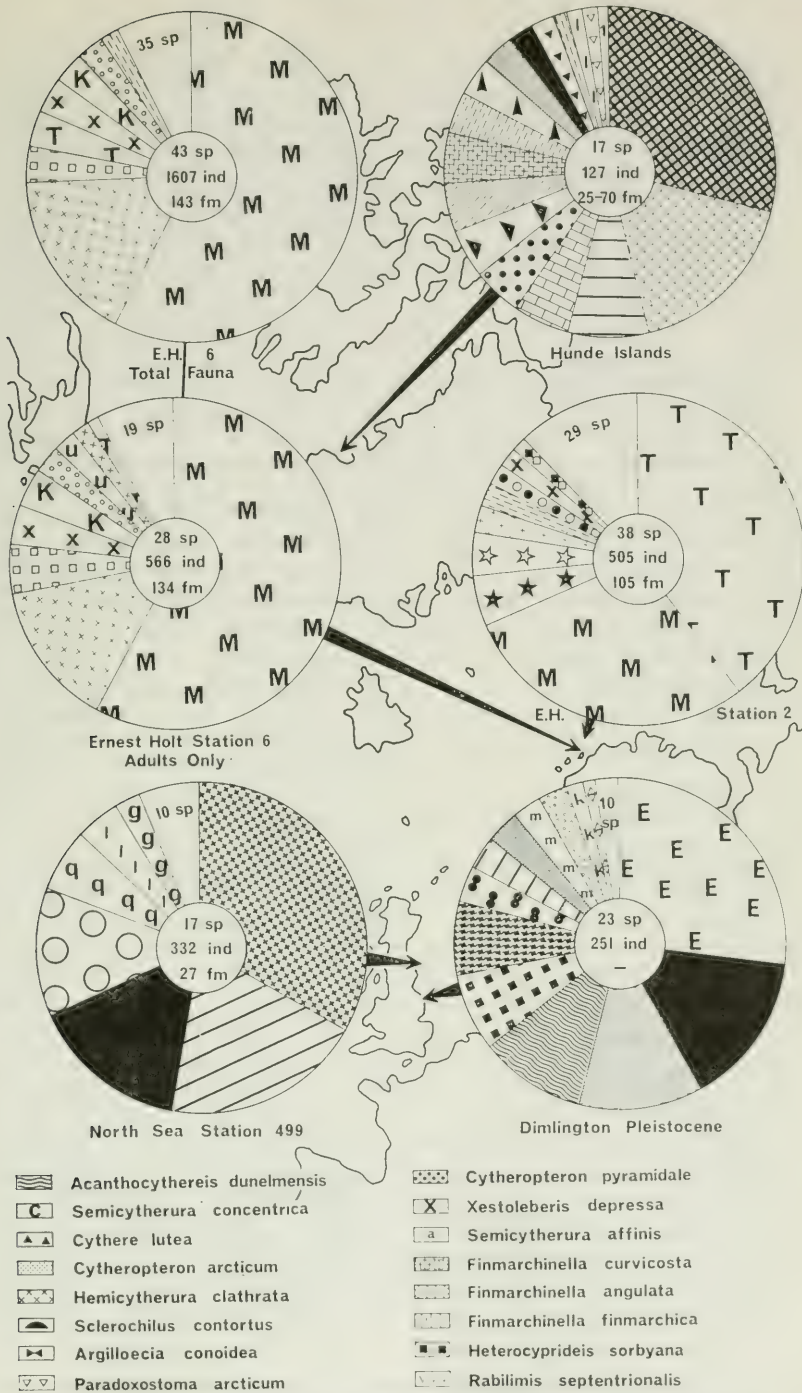 35 sp
M M M M M M M M M M M M M M
K K
x x x
T T
43 sp
1607 ind
143 fm
E.H. 6
Total Fauna
17 sp
127 ind
25-70 fm
Hunde Islands
19 sp
M M M M M M M M M M M M M M
T
u u
K K
x x x
28 sp
566 ind
134 fm
Ernest Holt Station 6
Adults Only
29 sp
T T T T T T T T
x x x
M M M M M M M
38 sp
505 ind
105 fm
E.H. Station 2
10 sp
g g g
l l l
q q q
17 sp
332 ind
27 fm
North Sea Station 499
10
sp
E E E E E E E E
k k k
m m m m
23 sp
251 ind
–
Dimlington Pleistocene
Acanthocythereis dunelmensis
C Semicytherura concentrica
Cythere lutea
Cytheropteron arcticum
Hemicytherura clathrata
Sclerochilus contortus
Argilloecia conoidea
Paradoxostoma arcticum
Cytheropteron pyramidale
X Xestoleberis depressa
a Semicytherura affinis
Finmarchinella curvicosta
Finmarchinella angulata
Finmarchinella finmarchica
Heterocyprideis sorbyana
Rabilimis septentrionalis